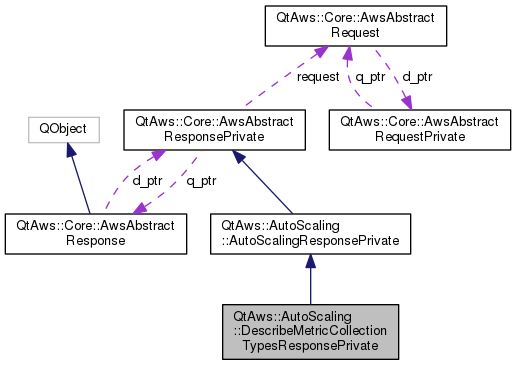 QtAws::Core::AwsAbstract
Request
request
q_ptr
d_ptr
QObject
QtAws::Core::AwsAbstract
ResponsePrivate
QtAws::Core::AwsAbstract
RequestPrivate
d_ptr
q_ptr
QtAws::Core::AwsAbstract
Response
QtAws::AutoScaling
::AutoScalingResponsePrivate
QtAws::AutoScaling
::DescribeMetricCollection
TypesResponsePrivate